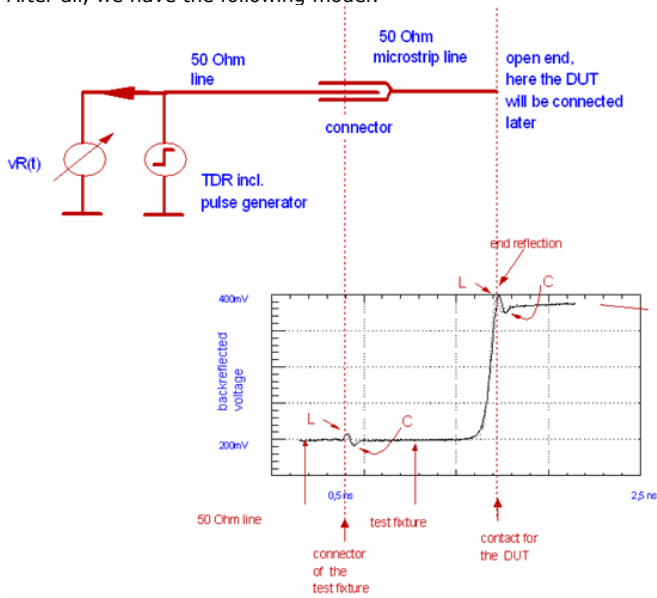 After all, we have the following model:
50 Ohm
microstrip line
50 Ohm
line
open end,
here the DUT
will be connected
later
connector
vR(t)
TDR incl.
pulse generator
end reflection
L
C
400mV
backreflected
voltage
L
C
200mV
0,5 ns
2,5 ns
50 Ohm line
test fixture
connector
of the
test fixture
contact for
the DUT